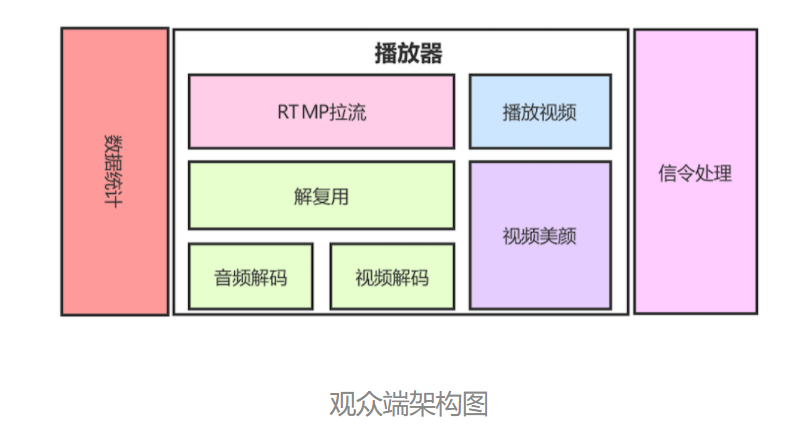 播放器
数据统计
RTMP拉流
播放视频
解复用
视频美颜
信令处理
音频解码
视频解码
观众端架构图